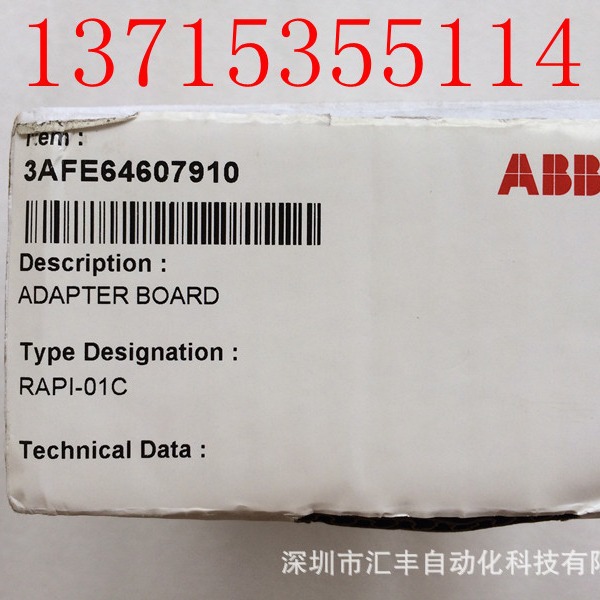 13715355114
Item :
3AFE64607910
ABB
Description :
ADAPTER BOARD
Type Designation :
RAPI-01C
Technical Data :
深圳市汇丰自动化科技有限